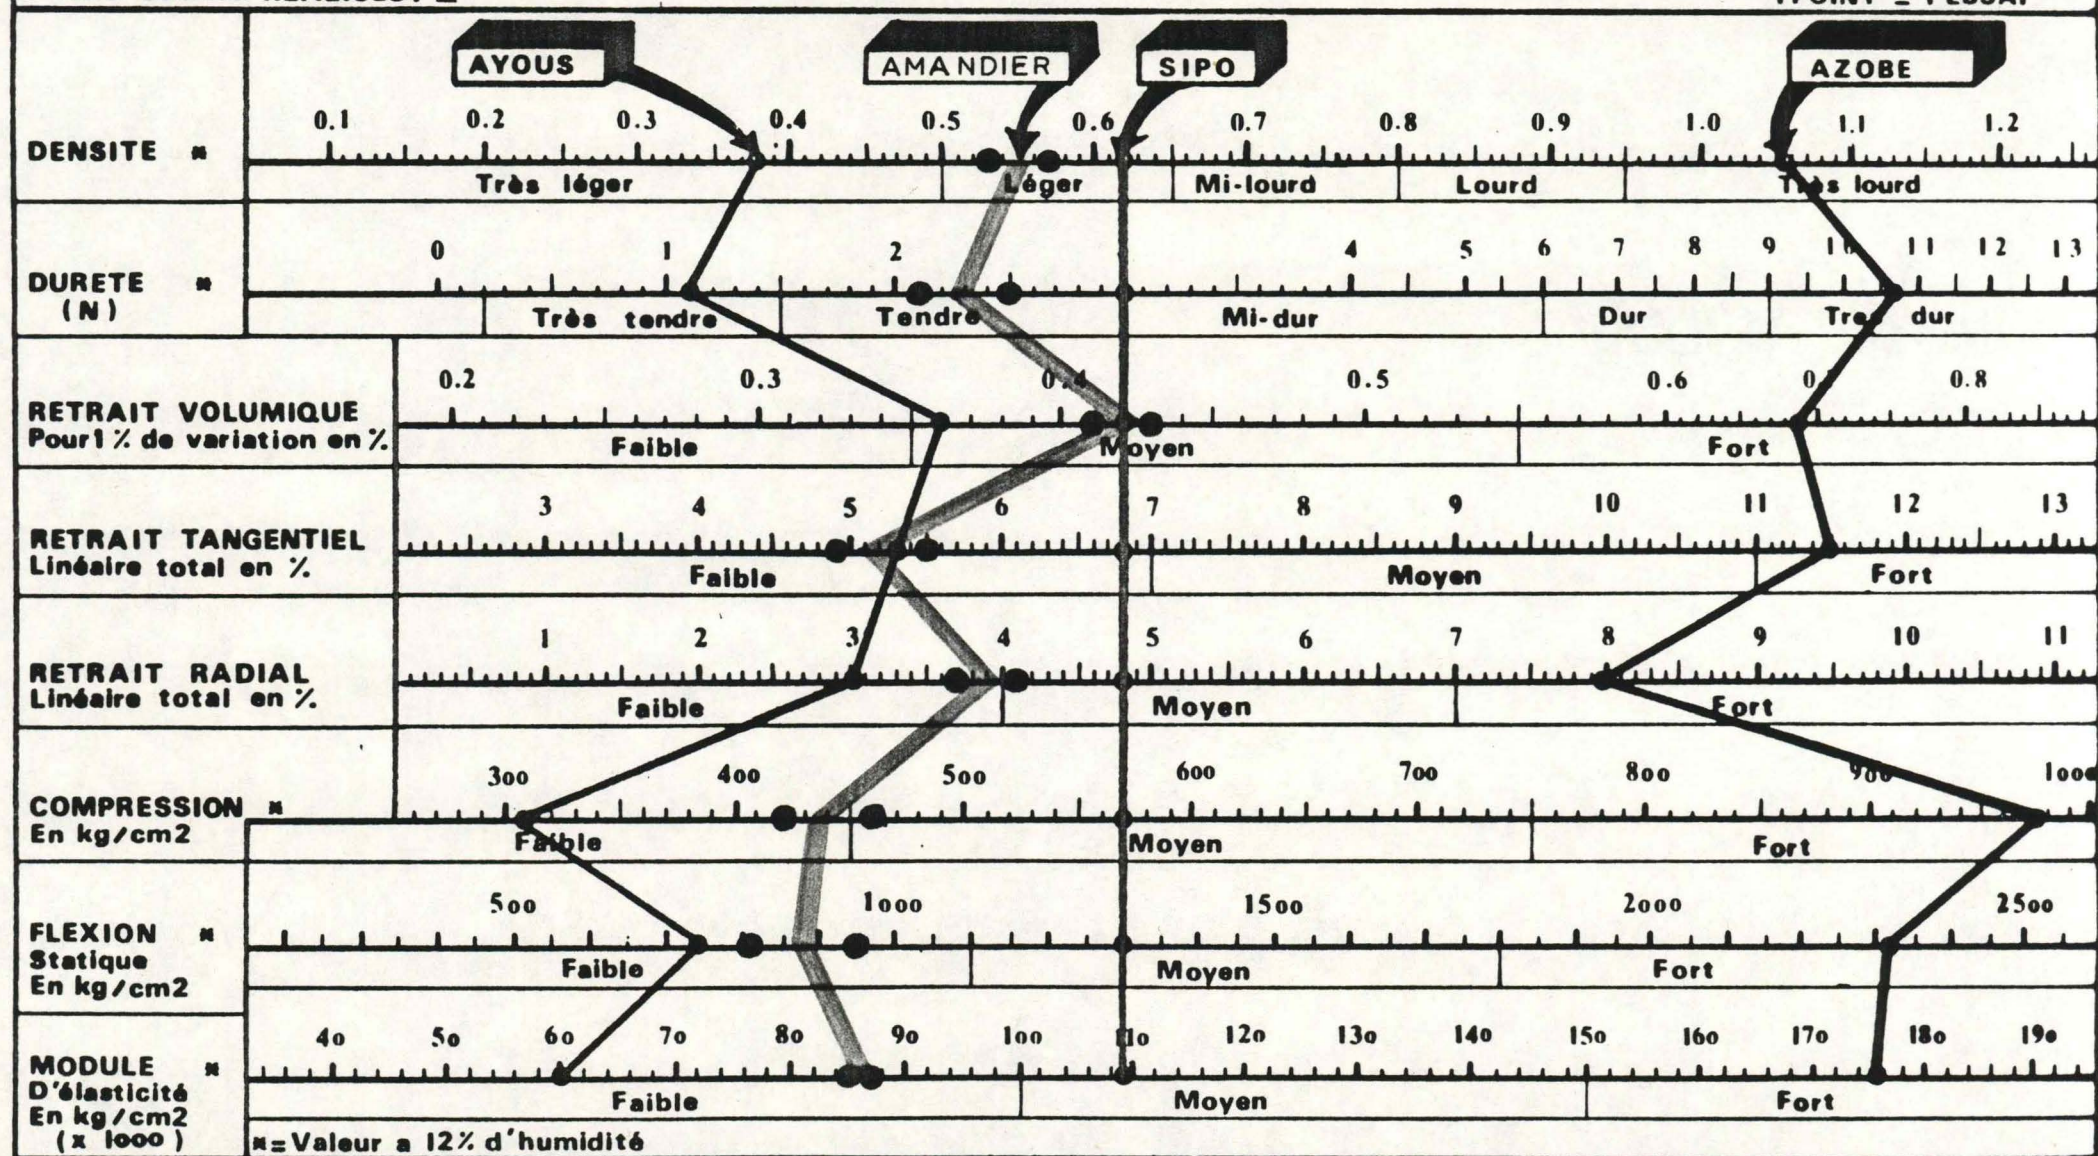 AYOUS AMANDIER SIPO AZOBE
0.1 0.2 0.3 0.4 0.5 0.6 0.7 0.8 0.9 1.0 1.1 1.2
DENSITE *
Très léger Léger Mi-lourd Lourd Très lourd
0 1 2 4 5 6 7 8 9 10 11 12 13
DURETE *
(N)
Très tendre Tendre Mi-dur Dur Tres dur
0.2 0.3 0.4 0.5 0.6 0.8
RETRAIT VOLUMIQUE
Pour 1 % de variation en %.
Faible Moyen Fort
3 4 5 6 7 8 9 10 11 12 13
RETRAIT TANGENTIEL
Linéaire total en %.
Faible Moyen Fort
1 2 3 4 5 6 7 8 9 10 11
RETRAIT RADIAL
Linéaire total en %.
Faible Moyen Fort
300 400 500 600 700 800 900 1000
COMPRESSION *
En kg/cm2
Faible Moyen Fort
500 1000 1500 2000 2500
FLEXION *
Statique
En kg/cm2
Faible Moyen Fort
40 50 60 70 80 90 100 110 120 130 140 150 160 170 180 190
MODULE *
D'élasticité
En kg/cm2
(x 1000)
Faible Moyen Fort
*=Valeur a 12% d'humidité